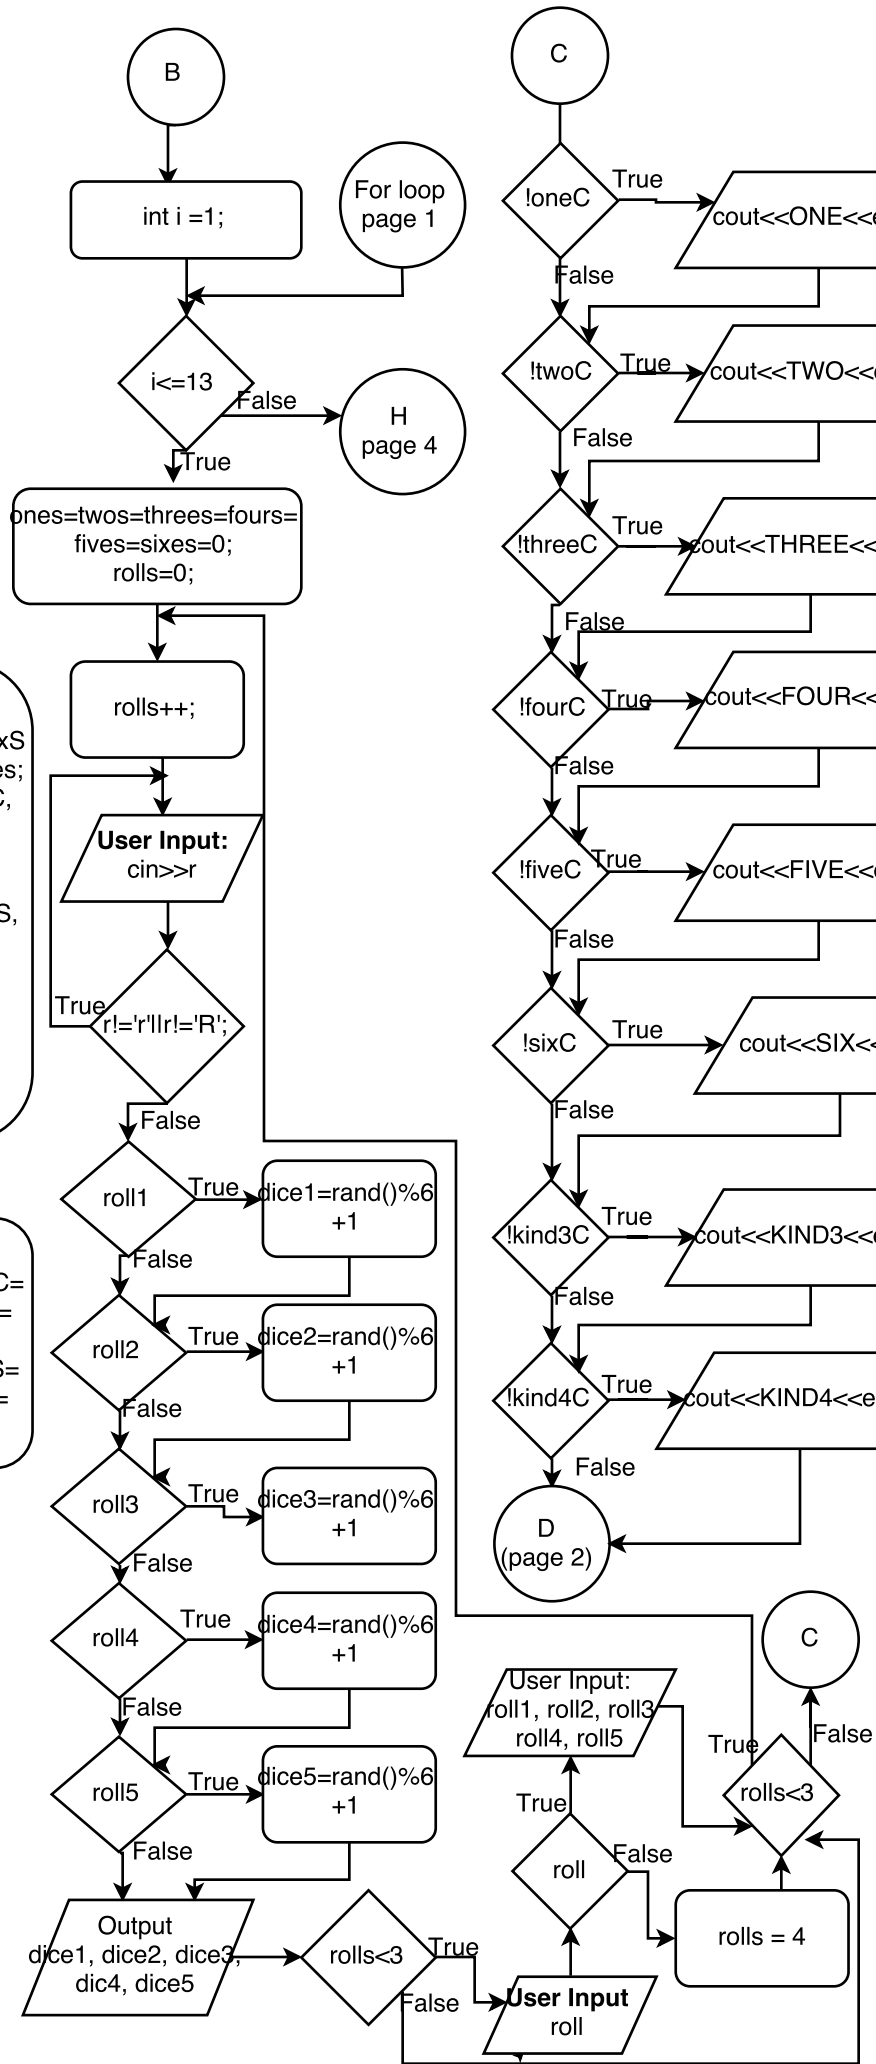 B
int i =1;
For loop
page 1
i<=13
False
H
page 4
True
ones=twos=threes=fours=
fives=sixes=0;
rolls=0;
rolls++;
User Input:
cin>>r
True
r!='r'||r!='R';
False
roll1
True
dice1=rand()%6
+1
False
roll2
True
dice2=rand()%6
+1
False
roll3
True
dice3=rand()%6
+1
False
roll4
True
dice4=rand()%6
+1
False
roll5
True
dice5=rand()%6
+1
False
Output
dice1, dice2, dice3,
dic4, dice5
rolls<3
True
False
User Input
roll
roll
True
False
User Input:
roll1, roll2, roll3
roll4, roll5
rolls = 4
rolls<3
True
False
C
C
!oneC
True
cout<<ONE<<e
False
!twoC
True
cout<<TWO<<e
False
!threeC
True
cout<<THREE<<
False
!fourC
True
cout<<FOUR<<
False
!fiveC
True
cout<<FIVE<<e
False
!sixC
True
cout<<SIX<<
False
!kind3C
True
cout<<KIND3<<e
False
!kind4C
True
cout<<KIND4<<e
False
D
(page 2)
xS
es;
C,
S,
C=
=
S=
=